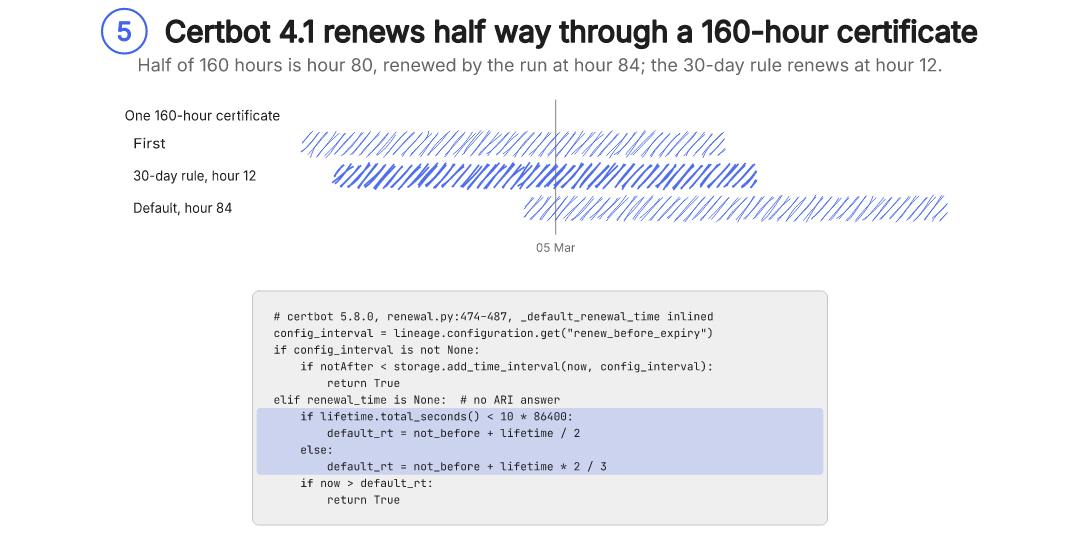 5 Certbot 4.1 renews half way through a 160-hour certificate
Half of 160 hours is hour 80, renewed by the run at hour 84; the 30-day rule renews at hour 12.
One 160-hour certificate
First
30-day rule, hour 12
Default, hour 84
05 Mar
# certbot 5.8.0, renewal.py:474-487, _default_renewal_time inlined
config_interval = lineage.configuration.get("renew_before_expiry")
if config_interval is not None:
    if notAfter < storage.add_time_interval(now, config_interval):
        return True
elif renewal_time is None:  # no ARI answer
    if lifetime.total_seconds() < 10 * 86400:
        default_rt = not_before + lifetime / 2
    else:
        default_rt = not_before + lifetime * 2 / 3
    if now > default_rt:
        return True